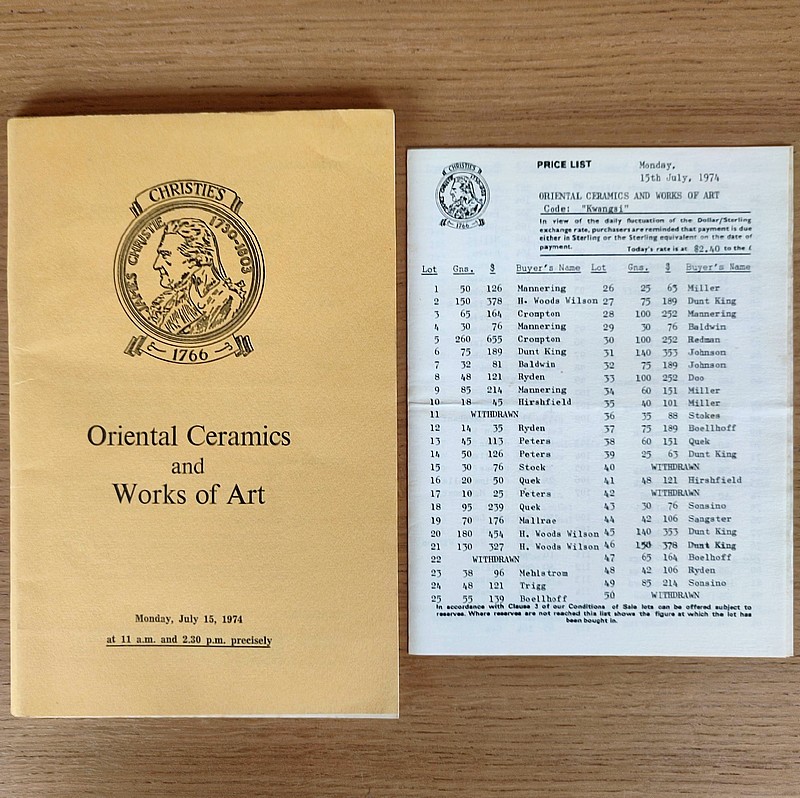 CHRISTIES
JAMES CHRISTIE 1730-1803
1766
Oriental Ceramics
and
Works of Art
Monday, July 15, 1974
at 11 a.m. and 2.30 p.m. precisely
CHRISTIES
1766
PRICE LIST Monday,
15th July, 1974
ORIENTAL CERAMICS AND WORKS OF ART
Code: "Kwangsi"
In view of the daily fluctuation of the Dollar/Sterling
exchange rate, purchasers are reminded that payment is due
either in Sterling or the Sterling equivalent on the date of
payment. Today's rate is at $2.40 to the £
Lot Gns. $ Buyer's Name Lot Gns. $ Buyer's Name
1 50 126 Mannering 26 25 63 Miller
2 150 378 H. Woods Wilson 27 75 189 Dunt King
3 65 164 Crompton 28 100 252 Mannering
4 30 76 Mannering 29 30 76 Baldwin
5 260 655 Crompton 30 100 252 Redman
6 75 189 Dunt King 31 140 353 Johnson
7 32 81 Baldwin 32 75 189 Johnson
8 48 121 Ryden 33 100 252 Doo
9 85 214 Mannering 34 60 151 Miller
10 18 45 Hirshfield 35 40 101 Miller
11 WITHDRAWN 36 35 88 Stokes
12 14 35 Ryden 37 75 189 Boellhoff
13 45 113 Peters 38 60 151 Quek
14 50 126 Peters 39 25 63 Dunt King
15 30 76 Stock 40 WITHDRAWN
16 20 50 Quek 41 48 121 Hirshfield
17 10 25 Peters 42 WITHDRAWN
18 95 239 Quek 43 30 76 Sonsino
19 70 176 Mallrae 44 42 106 Sangster
20 180 454 H. Woods Wilson 45 140 353 Dunt King
21 130 327 H. Woods Wilson 46 150 378 Dunt King
22 WITHDRAWN 47 65 164 Boelhoff
23 38 96 Mehlstrom 48 42 106 Ryden
24 48 121 Trigg 49 85 214 Sonsino
25 55 139 Boellhoff 50 WITHDRAWN
In accordance with Clause 3 of our Conditions of Sale lots can be offered subject to
reserves. Where reserves are not reached this list shows the figure at which the lot has
been bought in.